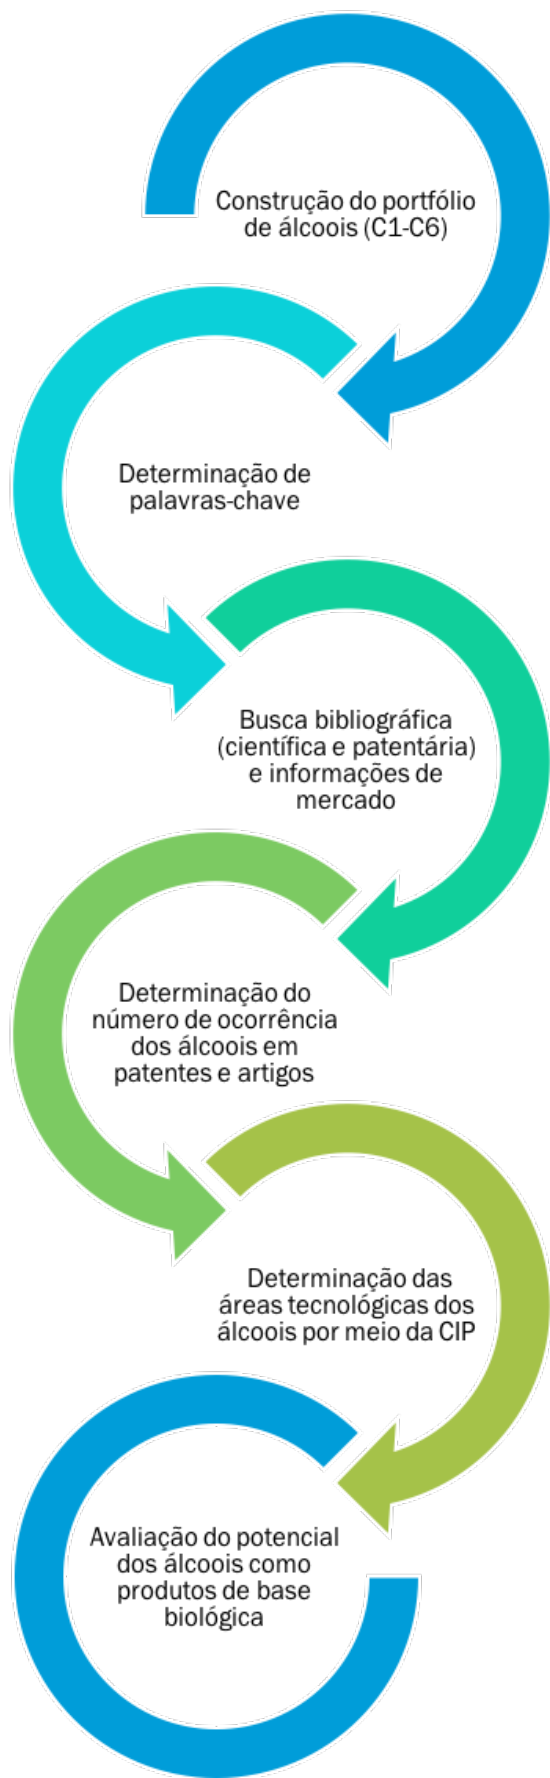 Construção do portfólio
de álcoois (C1-C6)
Determinação de
palavras-chave
Busca bibliográfica
(científica e patentária)
e informações de
mercado
Determinação do
número de ocorrência
dos álcoois em
patentes e artigos
Determinação das
áreas tecnológicas dos
álcoois por meio da CIP
Avaliação do potencial
dos álcoois como
produtos de base
biológica